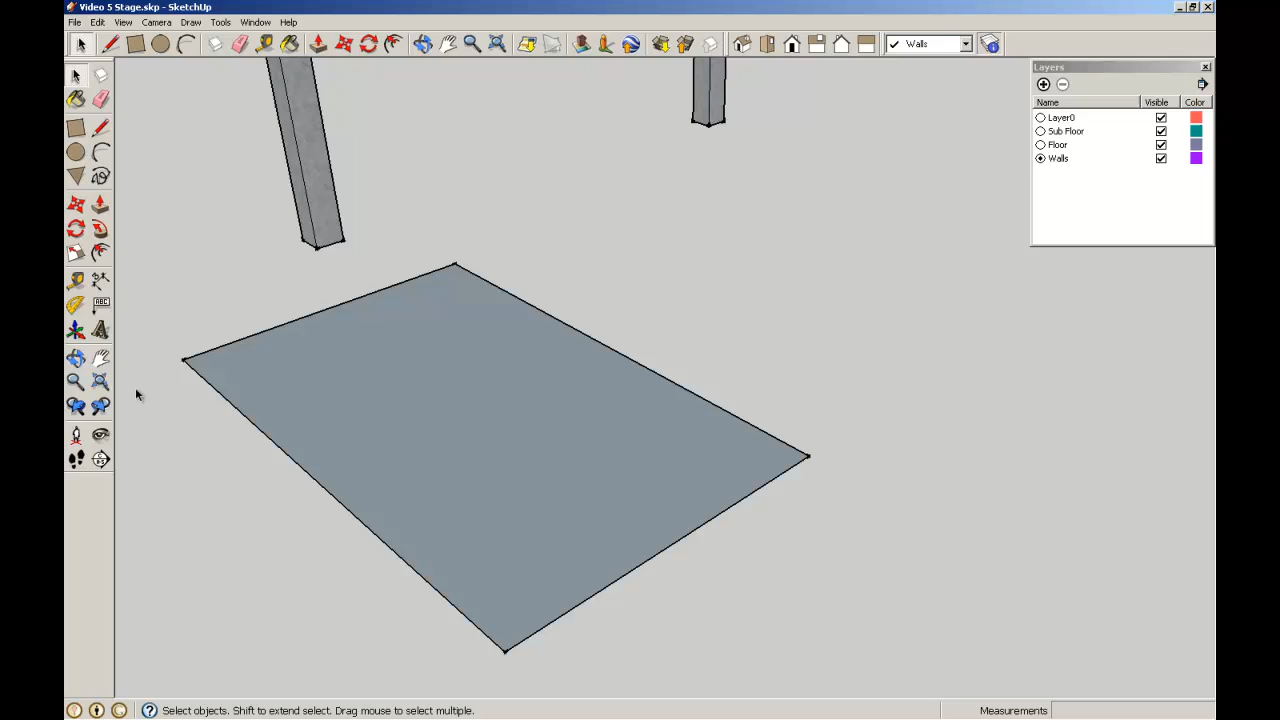 Video 5 Stage.skp - SketchUp
File Edit View Camera Draw Tools Window Help
Walls
Layers
Name Visible Color
Layer0
Sub Floor
Floor
Walls
ABC
Select objects. Shift to extend select. Drag mouse to select multiple.
Measurements